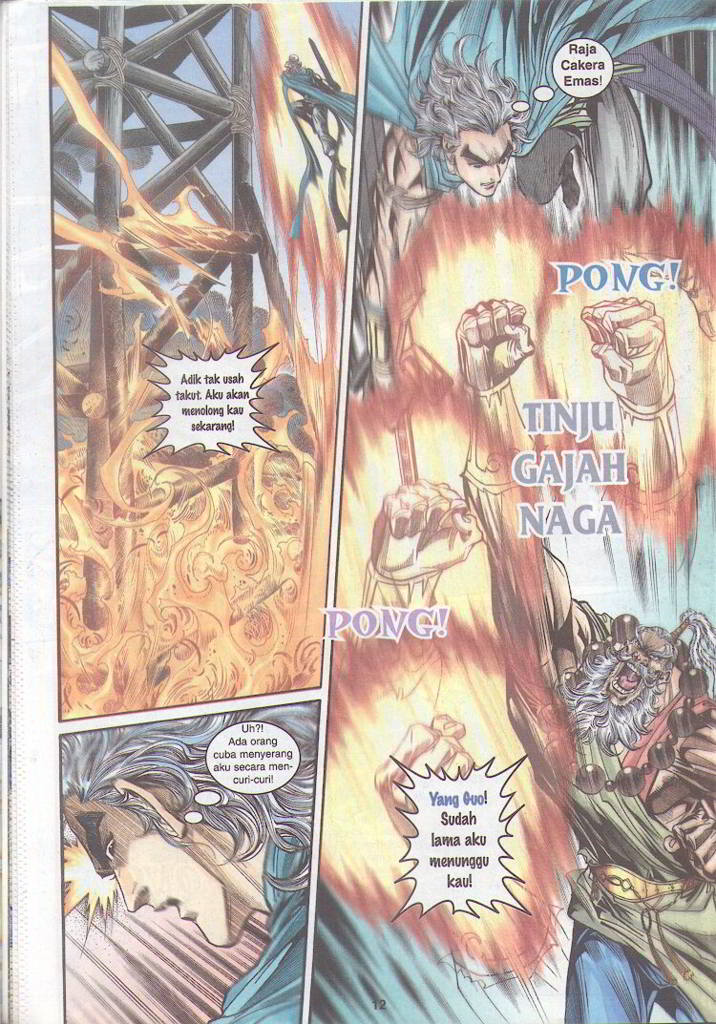 Adik tak usah
takut. Aku akan
menolong kau
sekarang!
Uh?!
Ada orang
cuba menyerang
aku secara men-
curi-curi!
Raja
Cakera
Emas!
PONG!
TINJU
GAJAH
NAGA
PONG!
Yang Guo!
Sudah
lama aku
menunggu
kau!
12